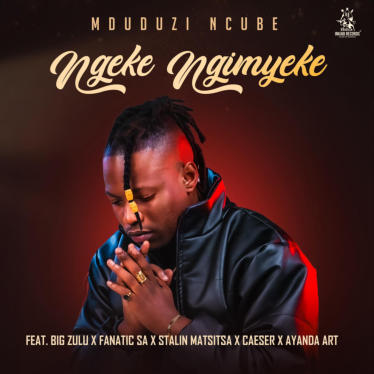 MDUDUZI NCUBE
Ngeke Ngimyeke
FEAT. BIG ZULU X FANATIC SA X STALIN MATSITSA X CAESER X AYANDA ART